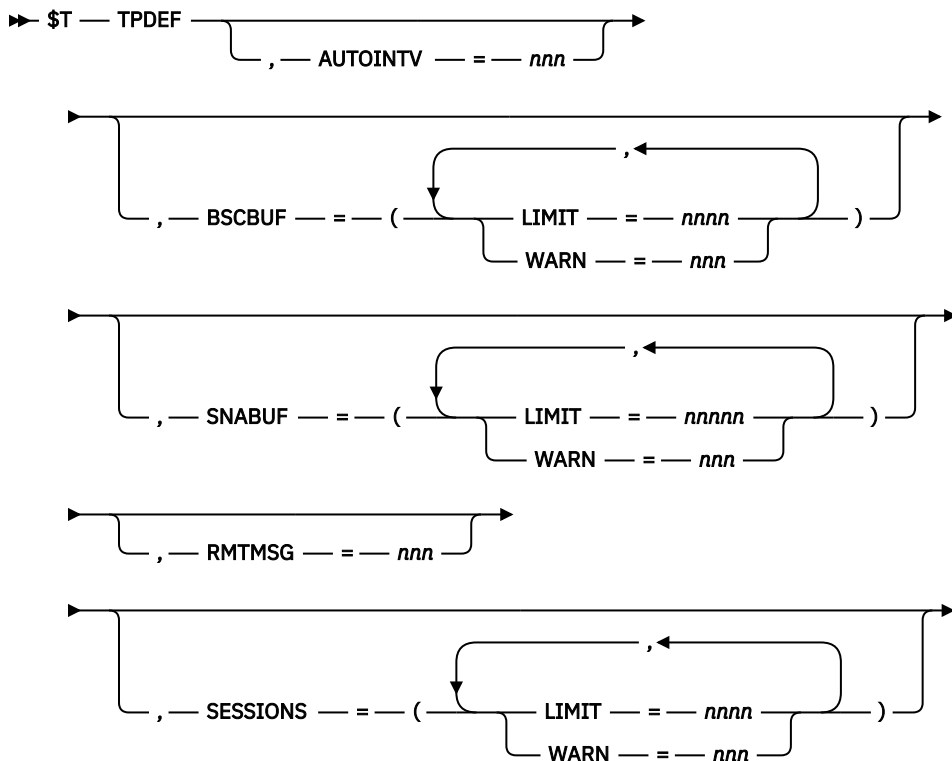 $T TPDEF
, AUTOINTV = nnn
,
, BSCBUF = ( LIMIT = nnnn )
WARN = nnn
,
, SNABUF = ( LIMIT = nnnnn )
WARN = nnn
, RMTMSG = nnn
,
, SESSIONS = ( LIMIT = nnnn )
WARN = nnn